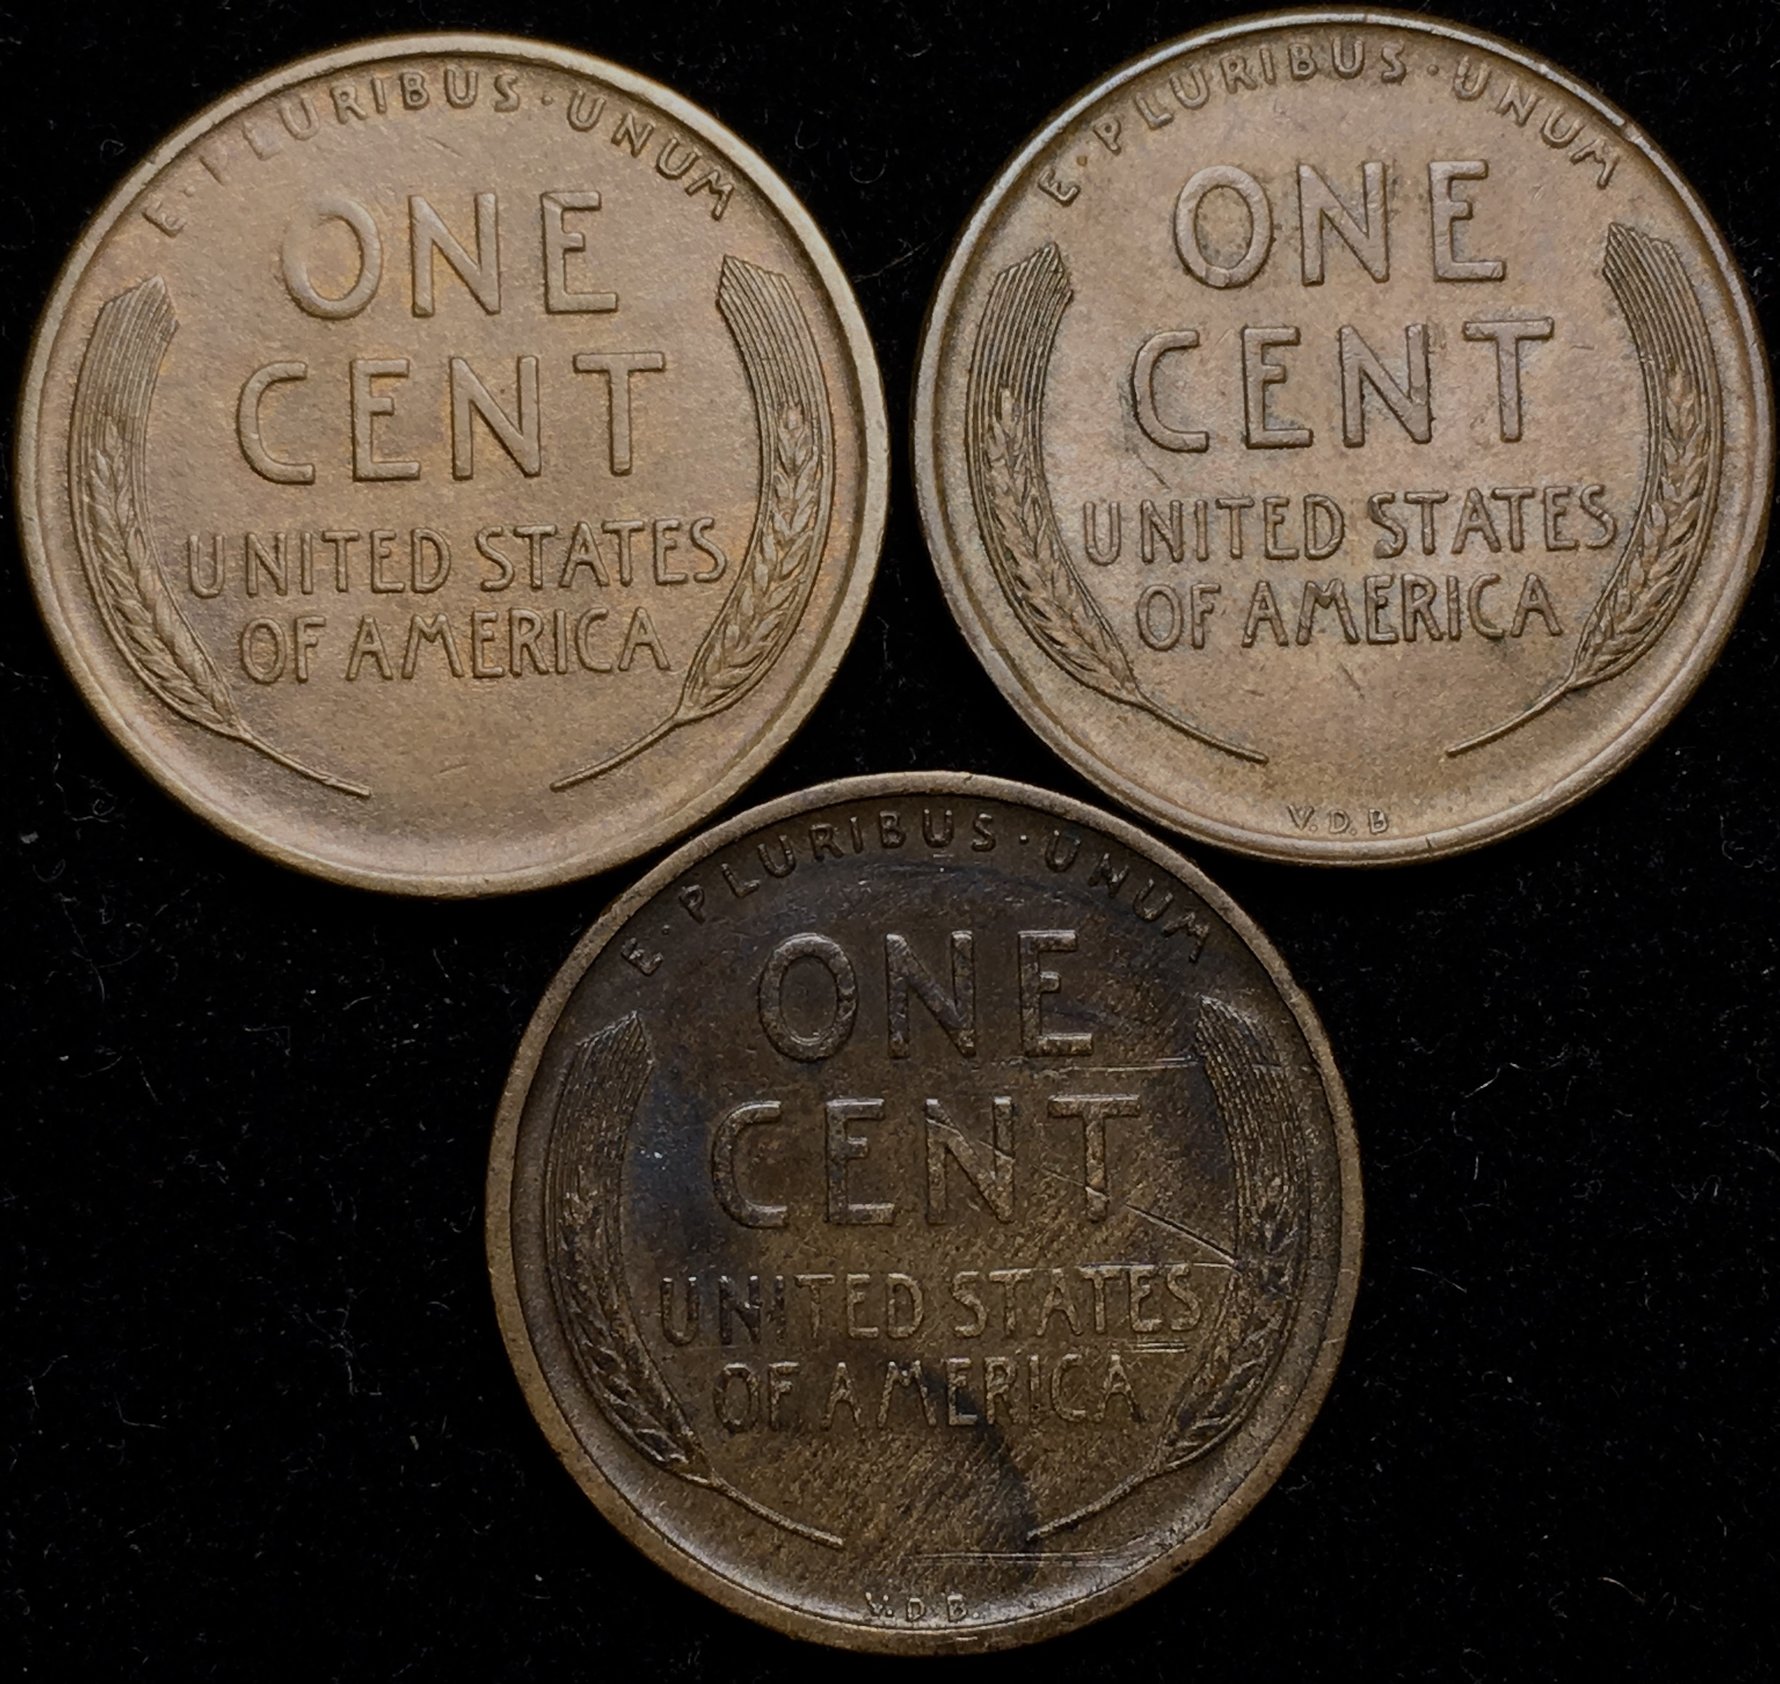 E·PLURIBUS·UNUM
ONE
CENT
UNITED STATES
OF AMERICA
E·PLURIBUS·UNUM
ONE
CENT
UNITED STATES
OF AMERICA
V.D.B
E·PLURIBUS·UNUM
ONE
CENT
UNITED STATES
OF AMERICA
V.D.B.